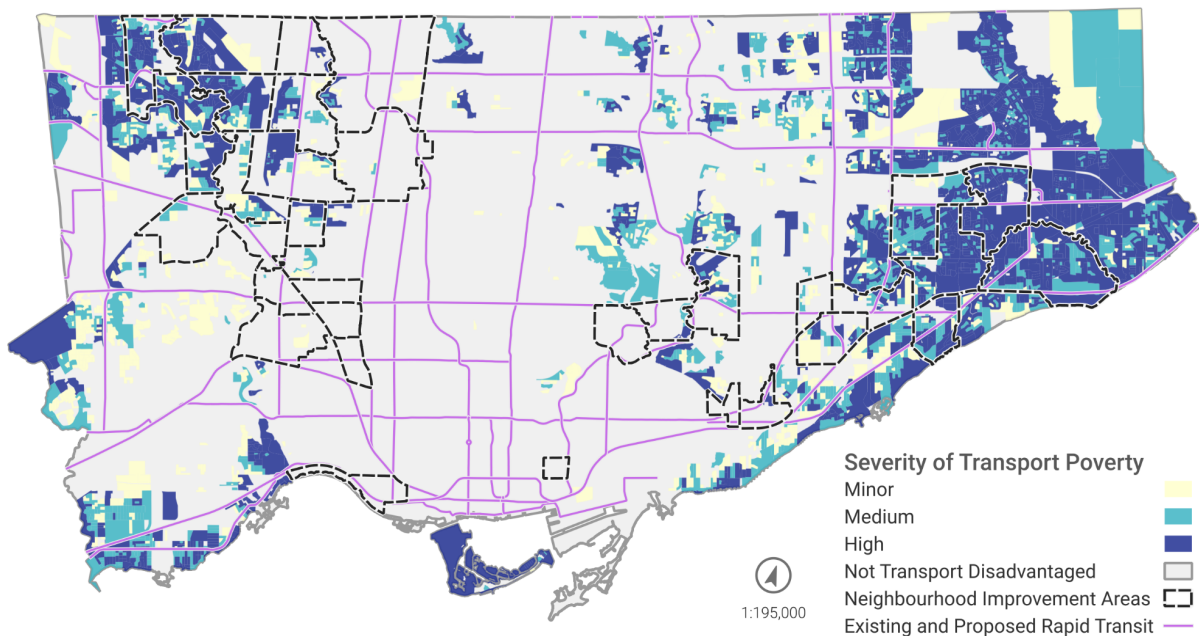 Severity of Transport Poverty
Minor
Medium
High
Not Transport Disadvantaged
Neighbourhood Improvement Areas
Existing and Proposed Rapid Transit
1:195,000